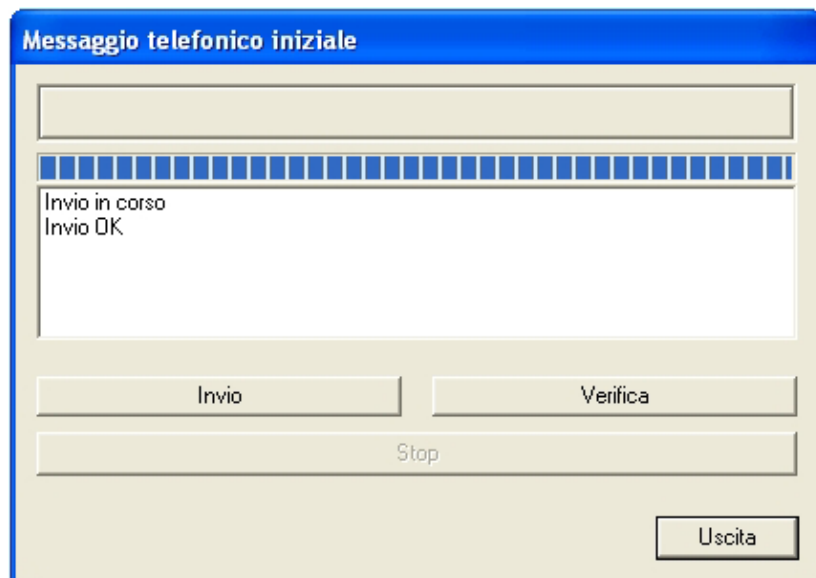 Messaggio telefonico iniziale
Invio in corso
Invio OK
Invio
Verifica
Stop
Uscita